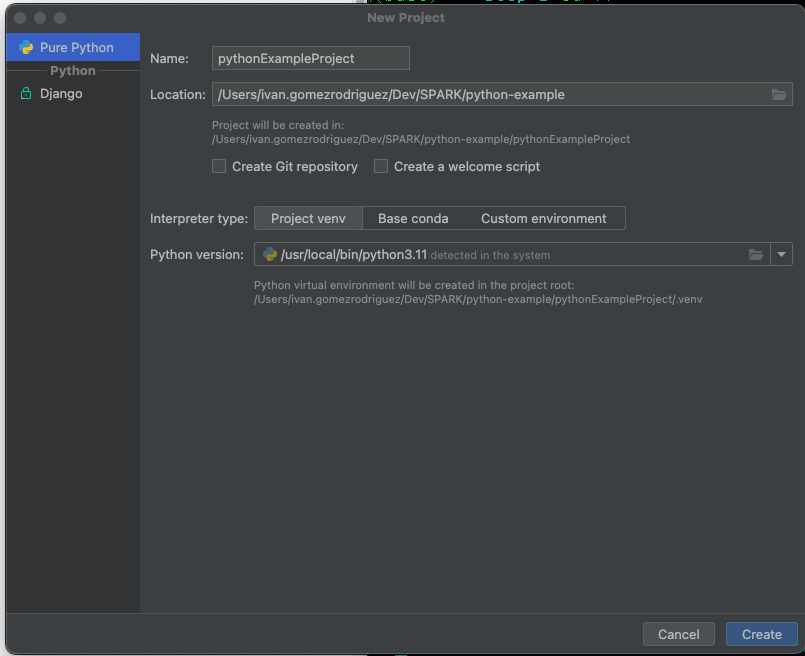 New Project
Pure Python
Python
Django
Name: pythonExampleProject
Location: /Users/ivan.gomezrodriguez/Dev/SPARK/python-example
Project will be created in:
/Users/ivan.gomezrodriguez/Dev/SPARK/python-example/pythonExampleProject
Create Git repository Create a welcome script
Interpreter type: Project venv Base conda Custom environment
Python version: /usr/local/bin/python3.11 detected in the system
Python virtual environment will be created in the project root:
/Users/ivan.gomezrodriguez/Dev/SPARK/python-example/pythonExampleProject/.venv
Cancel Create